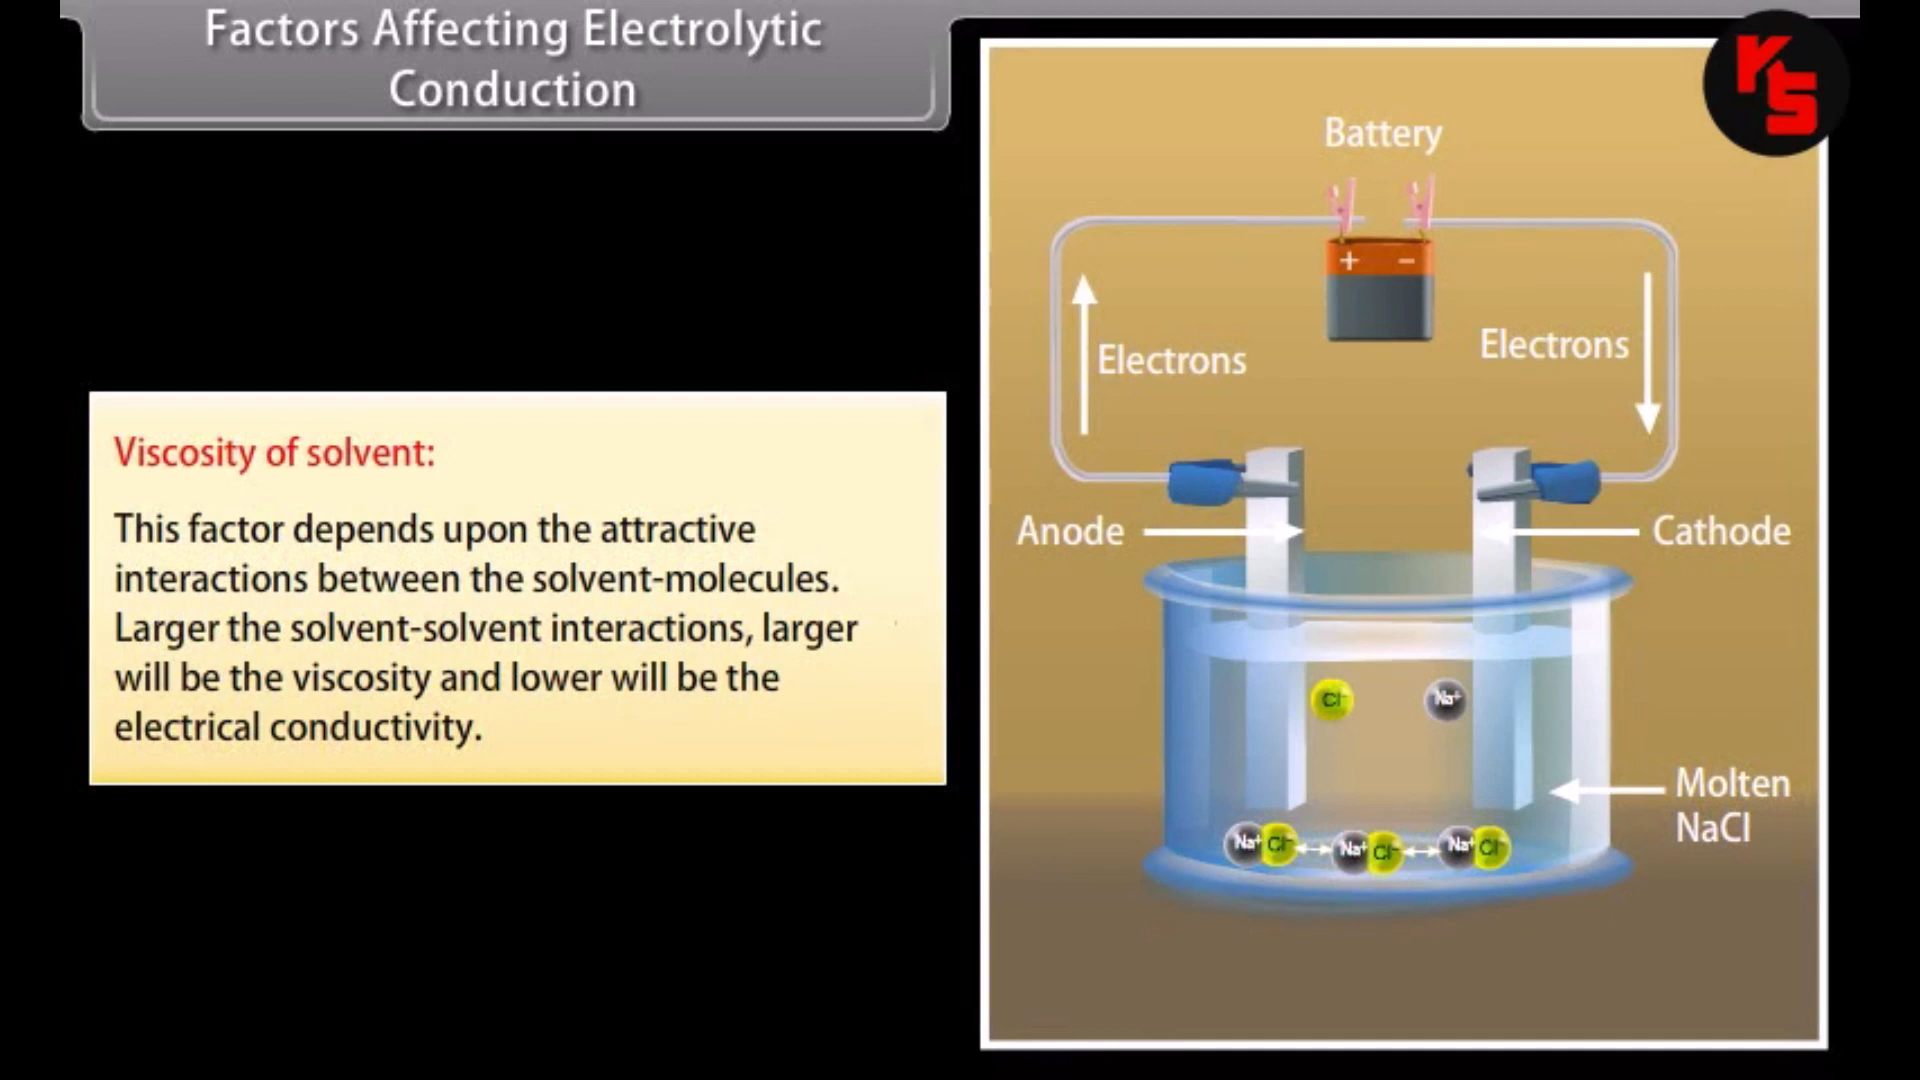 Factors Affecting Electrolytic
Conduction
YS
Battery
+ −
Electrons
Electrons
Viscosity of solvent:
This factor depends upon the attractive
interactions between the solvent-molecules.
Larger the solvent-solvent interactions, larger
will be the viscosity and lower will be the
electrical conductivity.
Anode
Cathode
Cl⁻ Na⁺
Molten
NaCl
Na⁺ Cl⁻ Na⁺ Cl⁻ Na⁺ Cl⁻